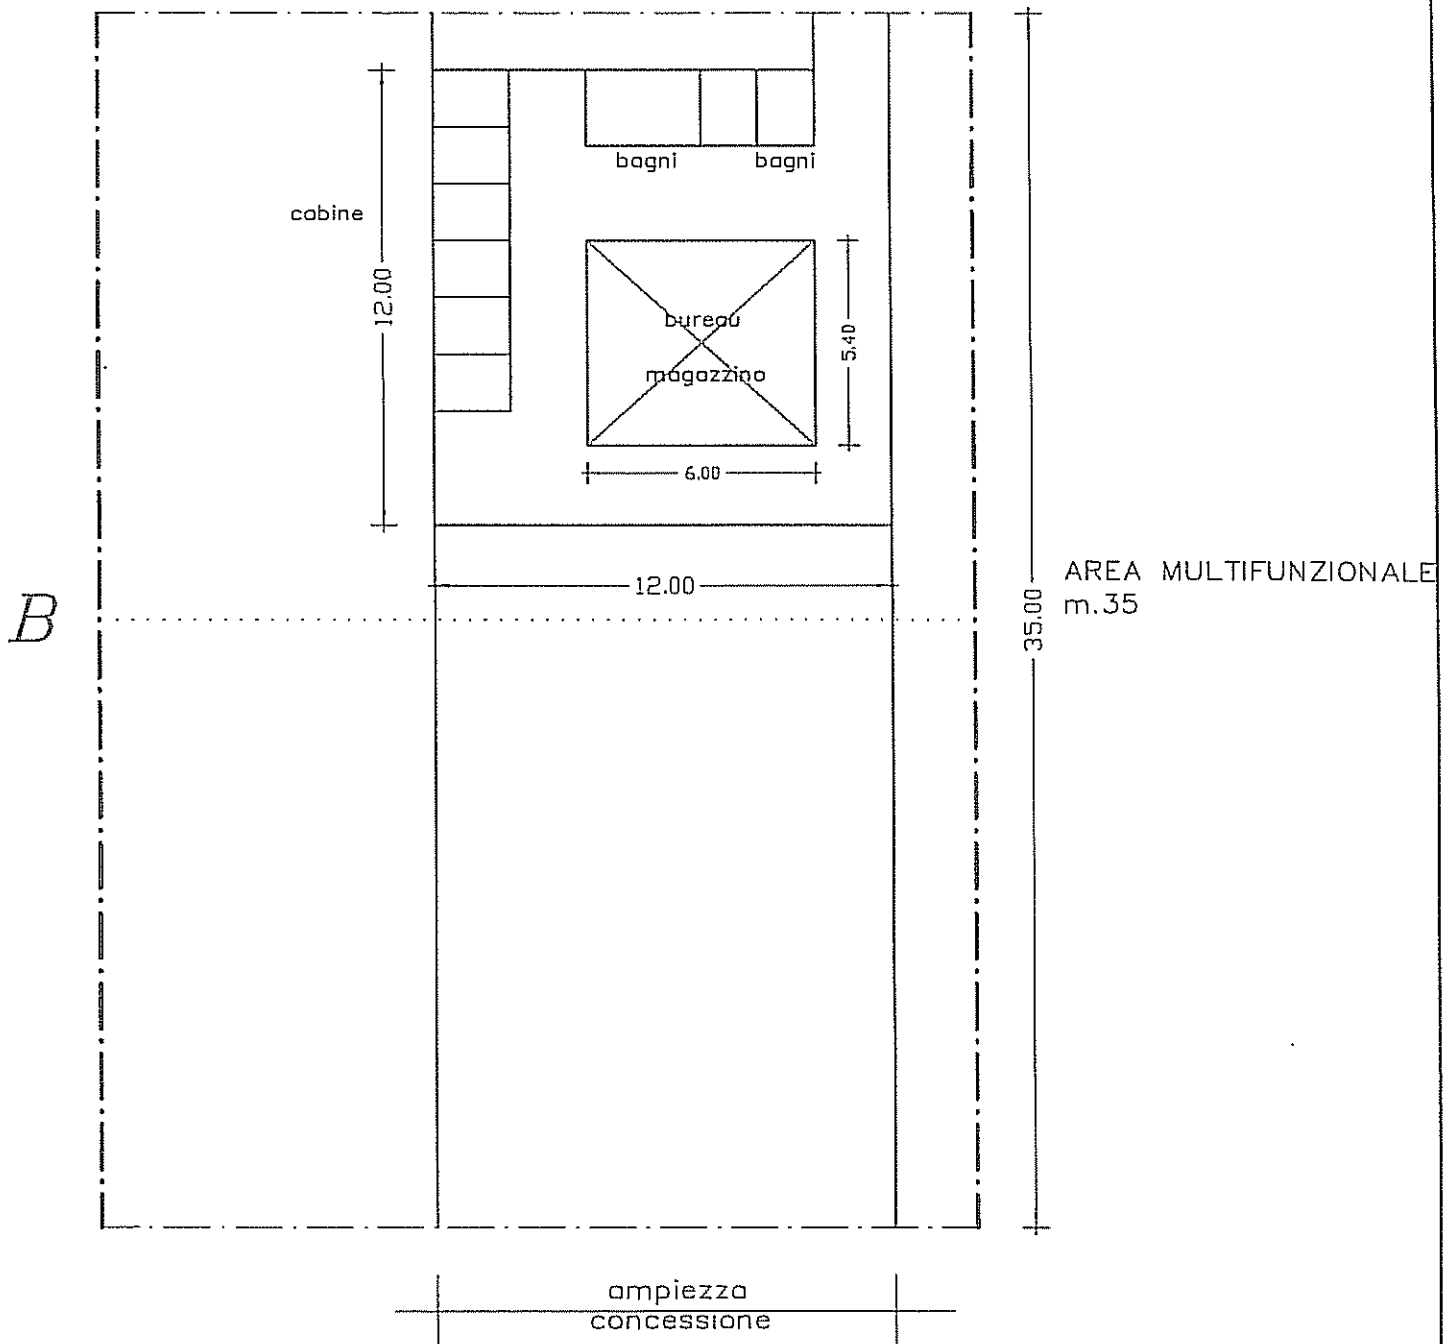 bagni
bagni
cabine
12.00
bureau
magazzino
5.40
6.00
12.00
AREA MULTIFUNZIONALE
m.35
35.00
B
ampiezza
concessione